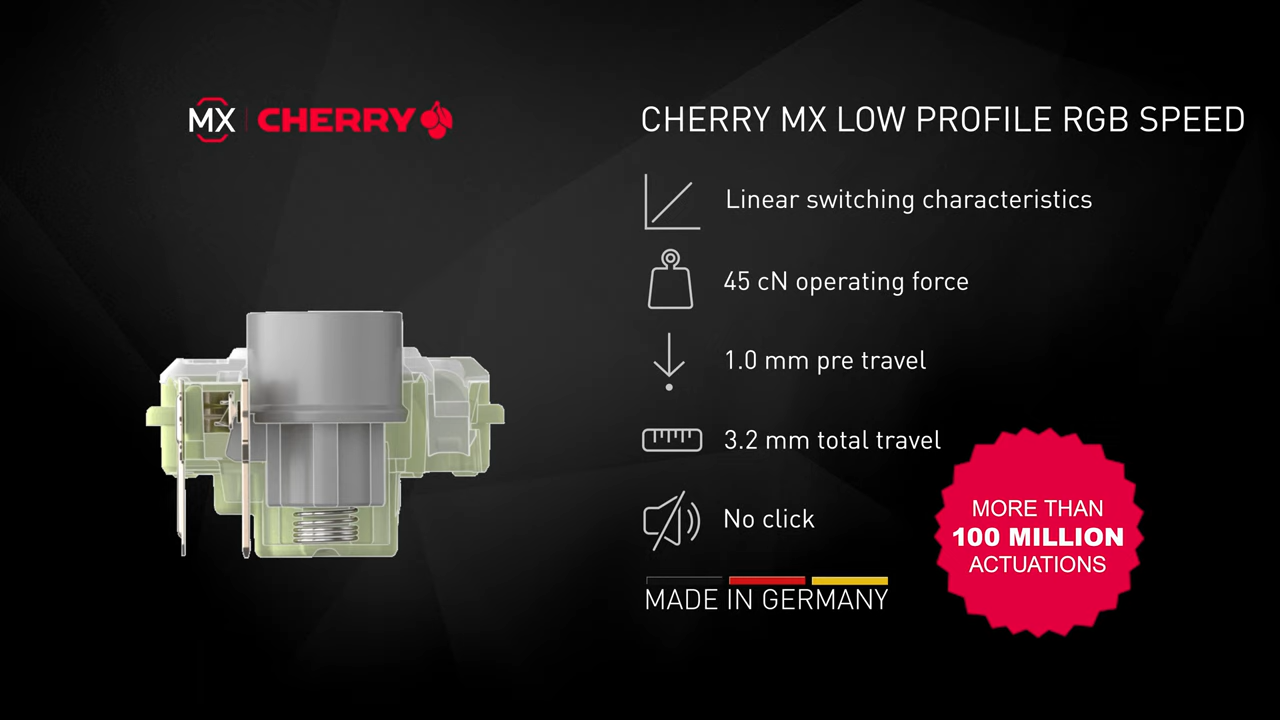 MX CHERRY
CHERRY MX LOW PROFILE RGB SPEED
Linear switching characteristics
45 cN operating force
1.0 mm pre travel
3.2 mm total travel
No click
MADE IN GERMANY
MORE THAN
100 MILLION
ACTUATIONS